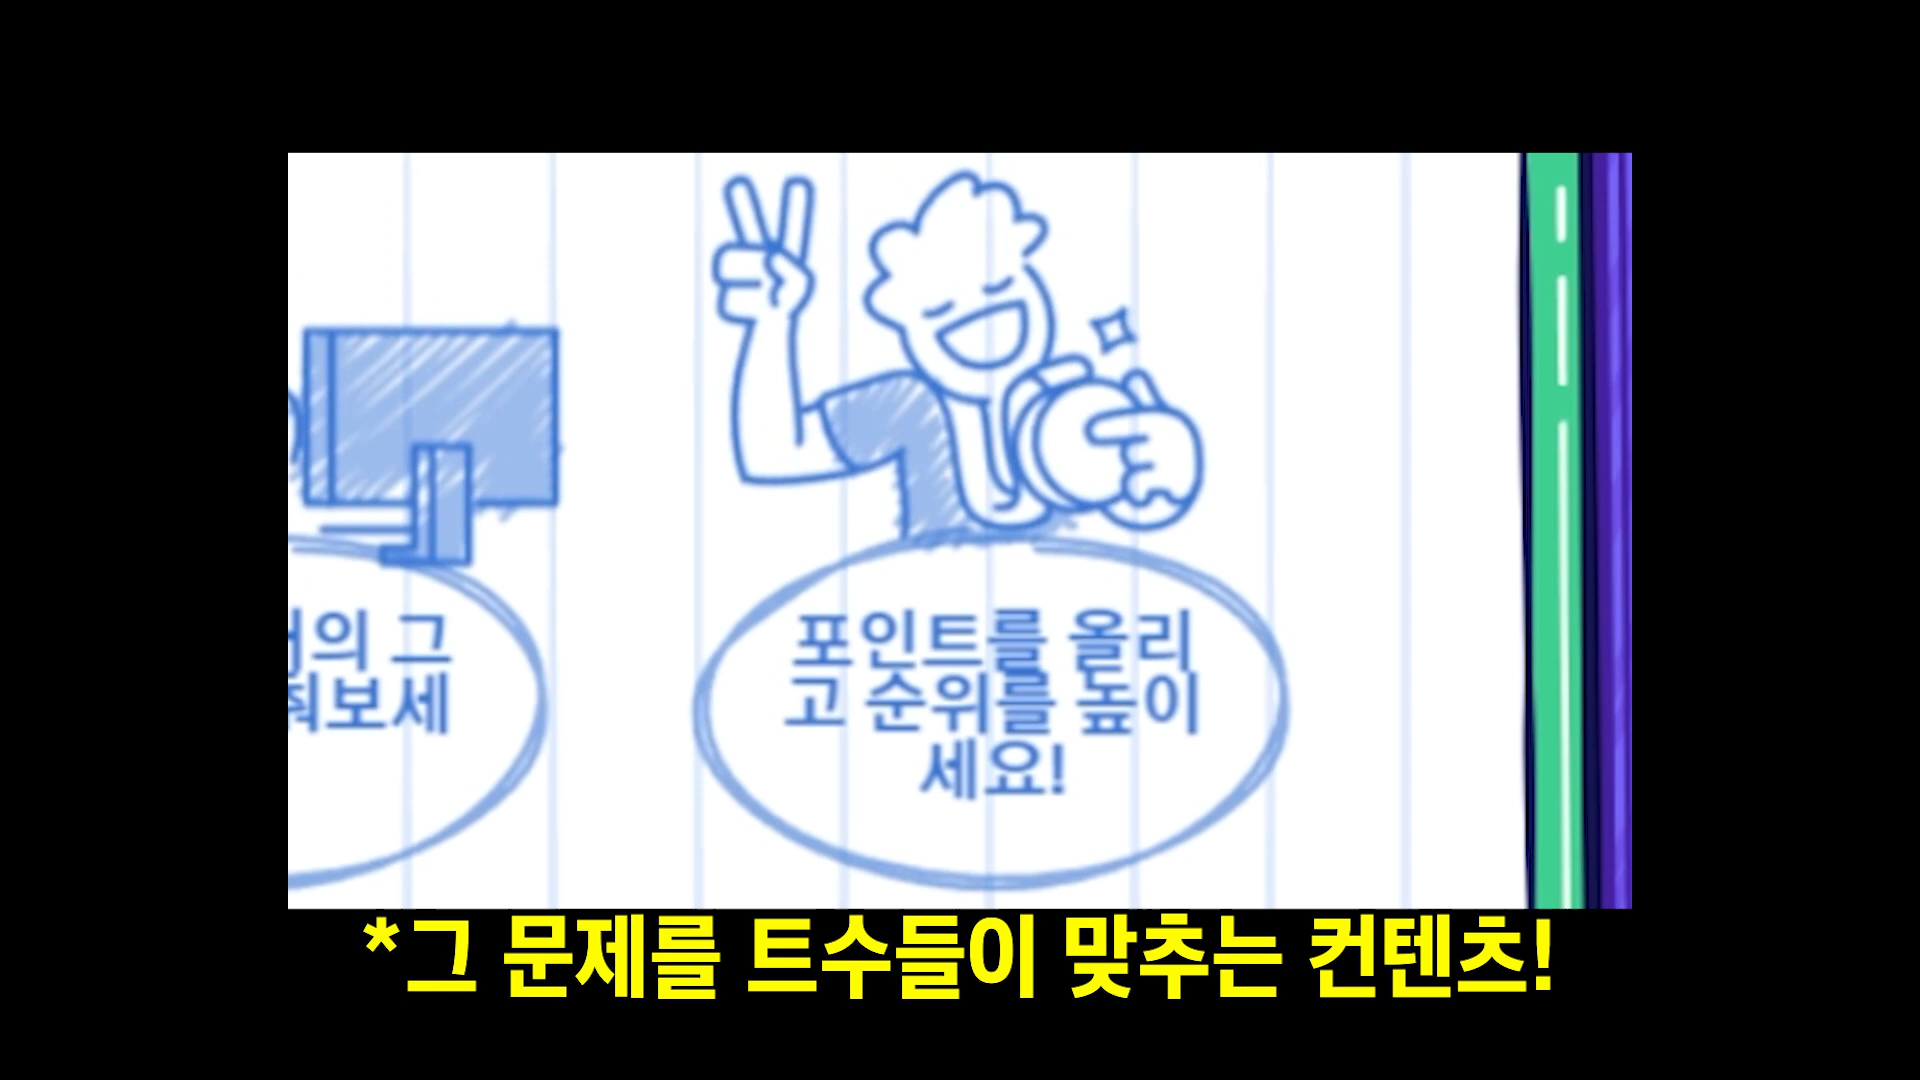 의 그
줘보세
포인트를 올리
고 순위를 높이
세요!
*그 문제를 트수들이 맞추는 컨텐츠!